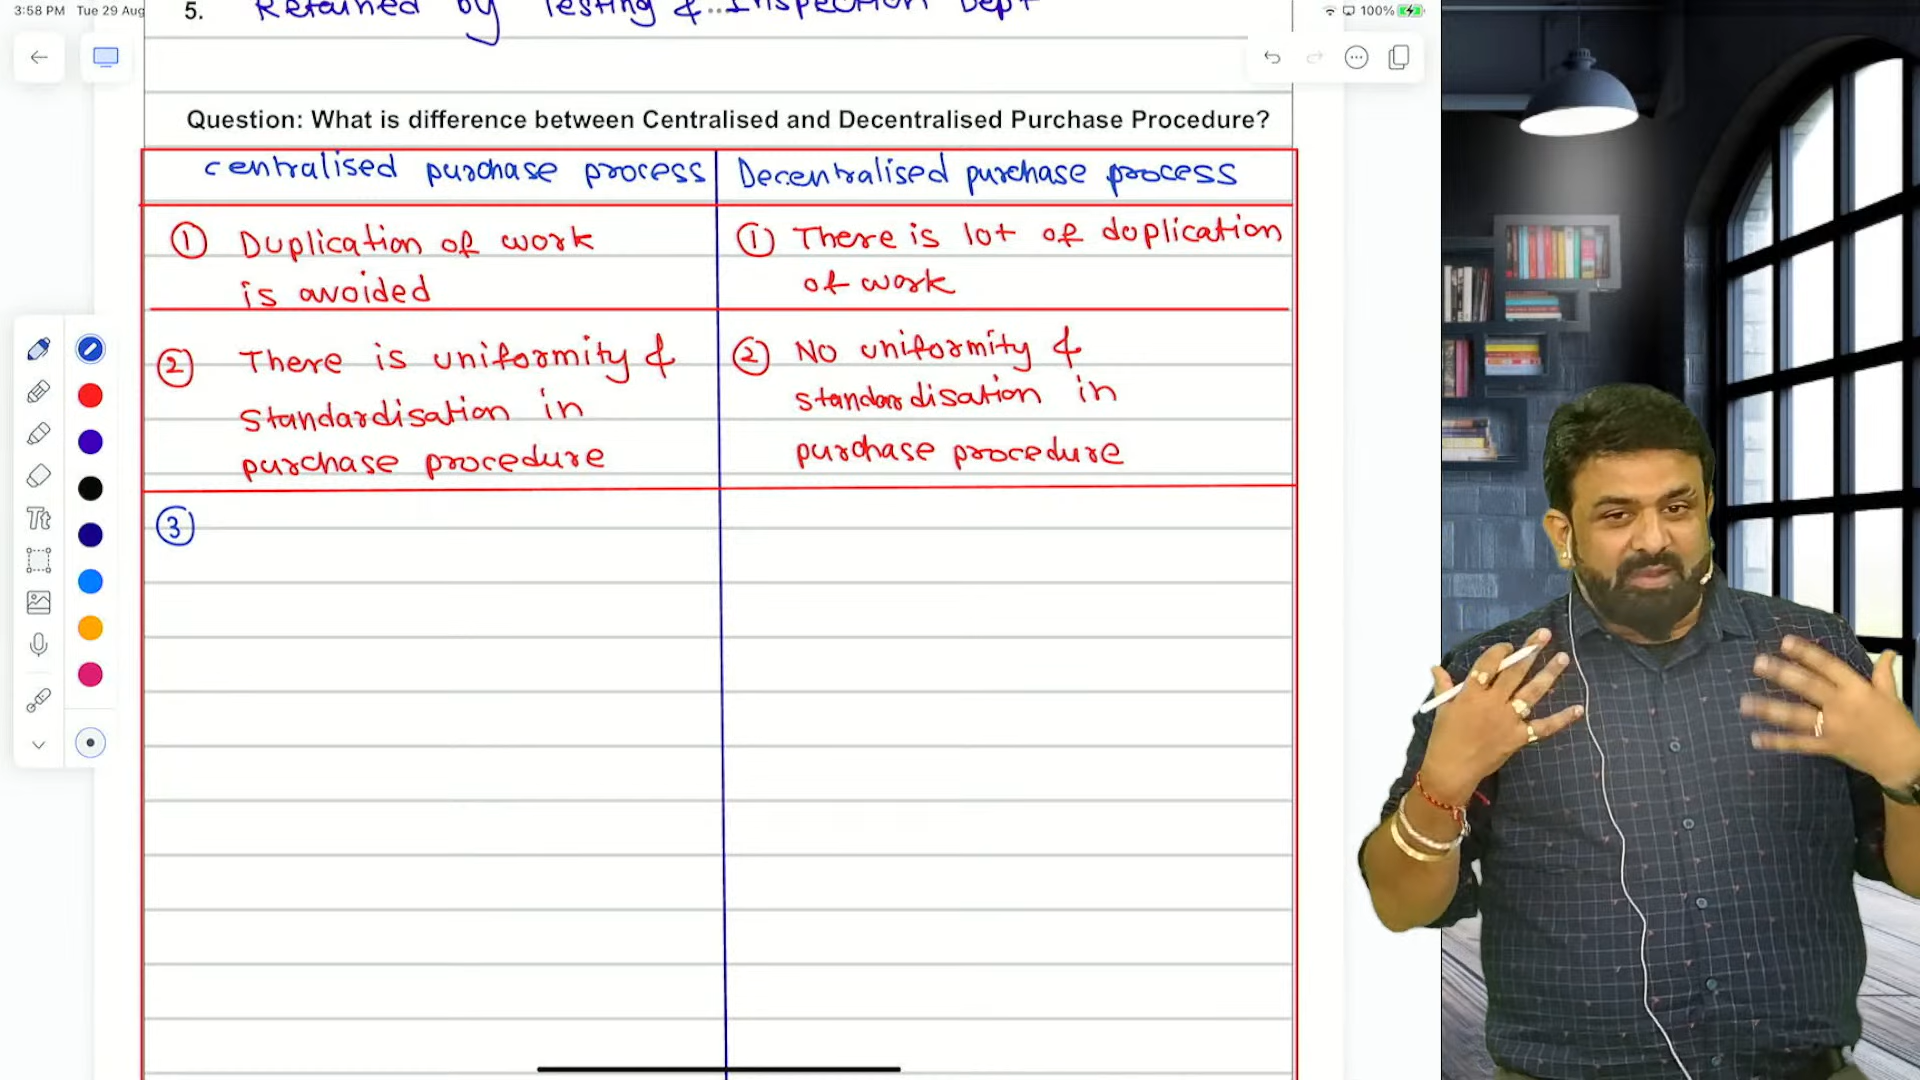 3:58 PM Tue 29 Aug
100%
5. Retained by Testing & Inspection Dept
Question: What is difference between Centralised and Decentralised Purchase Procedure?
centralised purchase process
Decentralised purchase process
① Duplication of work
is avoided
① There is lot of duplication
of work
② There is uniformity &
standardisation in
purchase procedure
② No uniformity &
standardisation in
purchase procedure
③
Tt